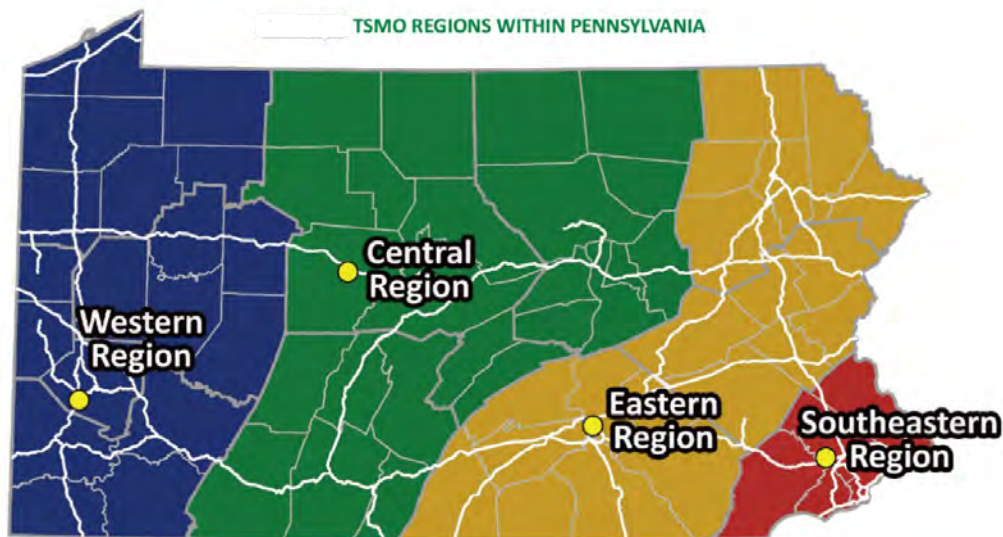 TSMO REGIONS WITHIN PENNSYLVANIA
Central
Region
Western
Region
Eastern
Region
Southeastern
Region